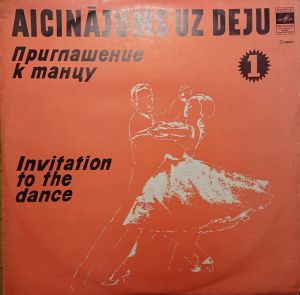 AICINĀJUMS UZ DEJU
Приглашение
к танцу
Стерео
1
Invitation
to the
dance